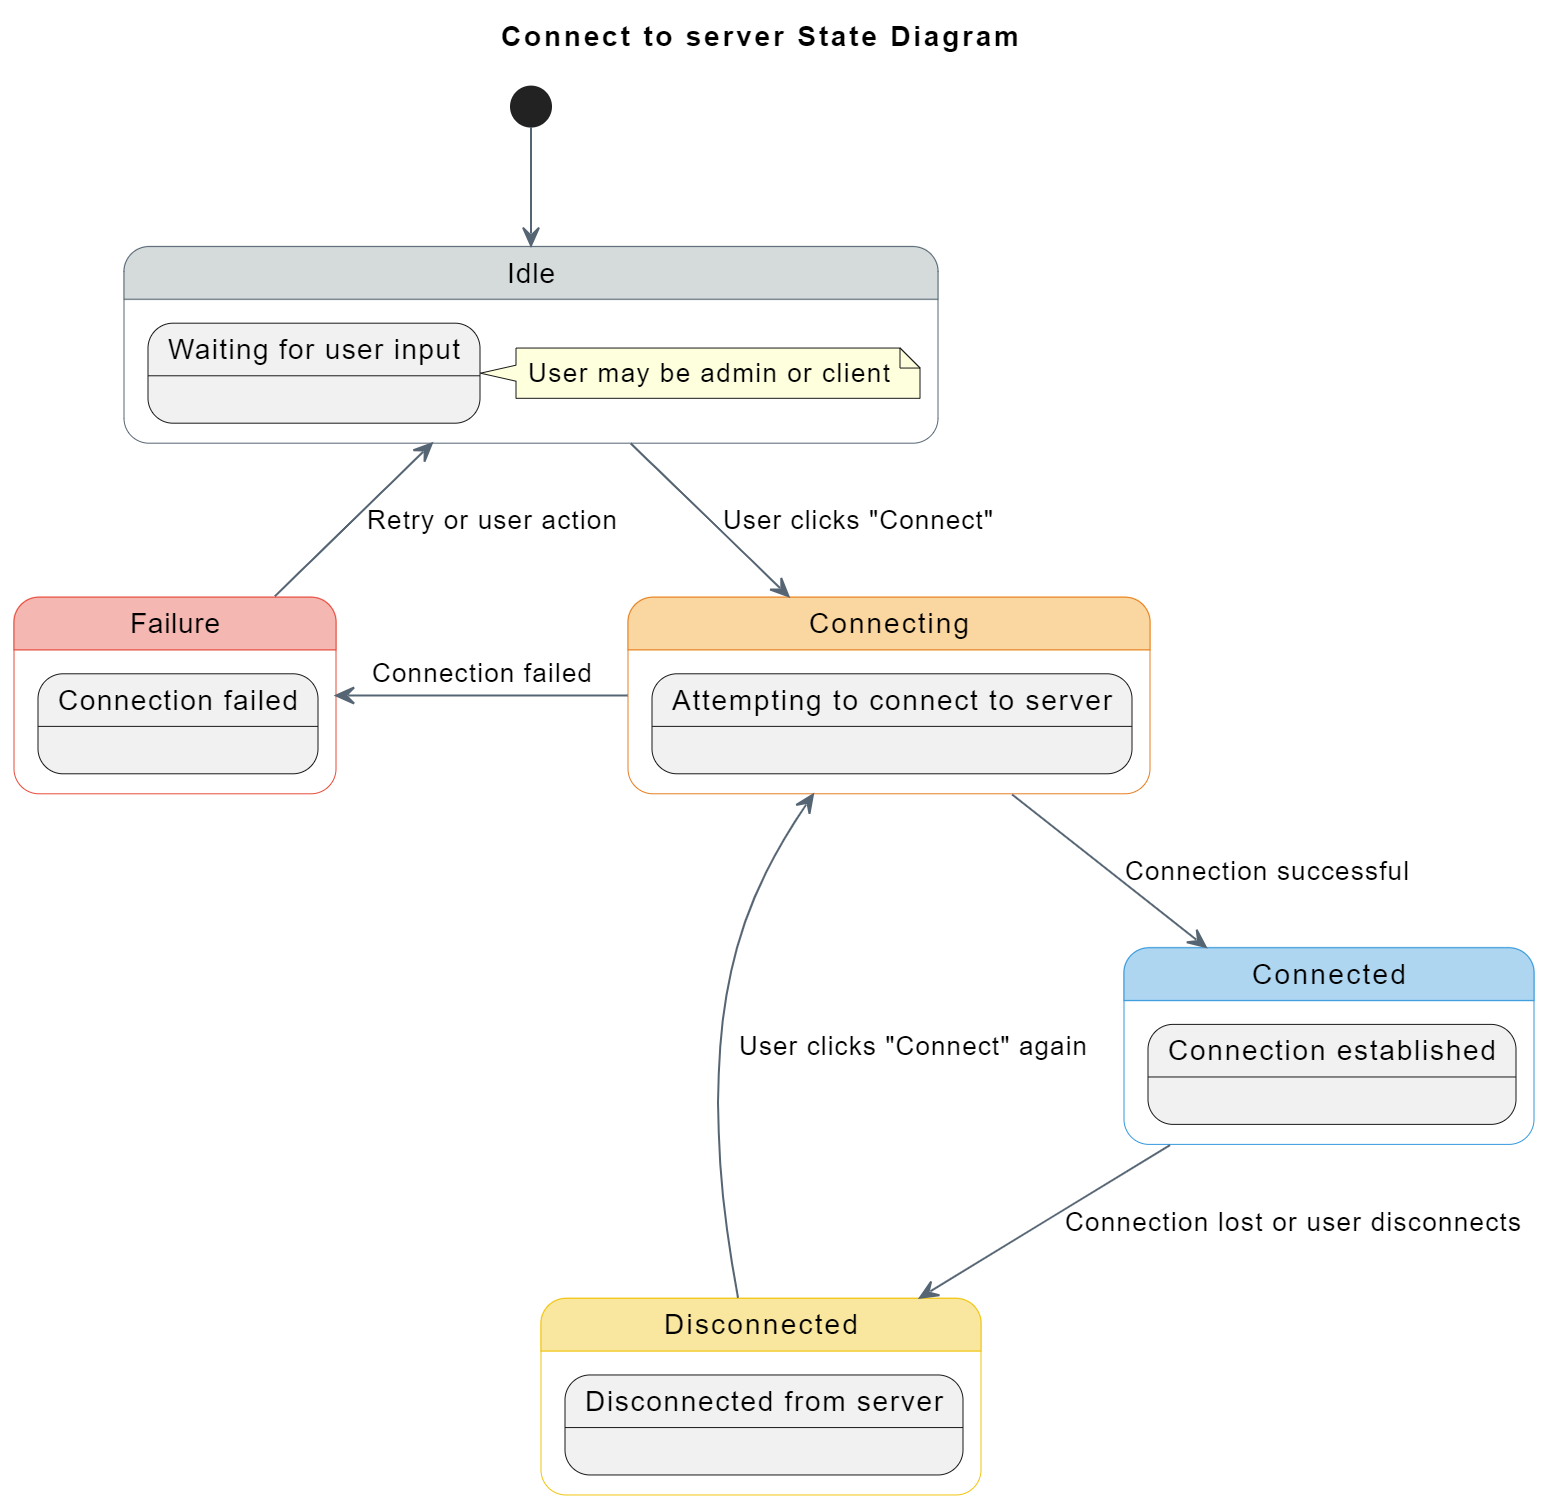 Connect to server State Diagram
Idle
Waiting for user input
User may be admin or client
Retry or user action
User clicks "Connect"
Failure
Connection failed
Connection failed
Connecting
Attempting to connect to server
Connection successful
Connected
Connection established
User clicks "Connect" again
Connection lost or user disconnects
Disconnected
Disconnected from server